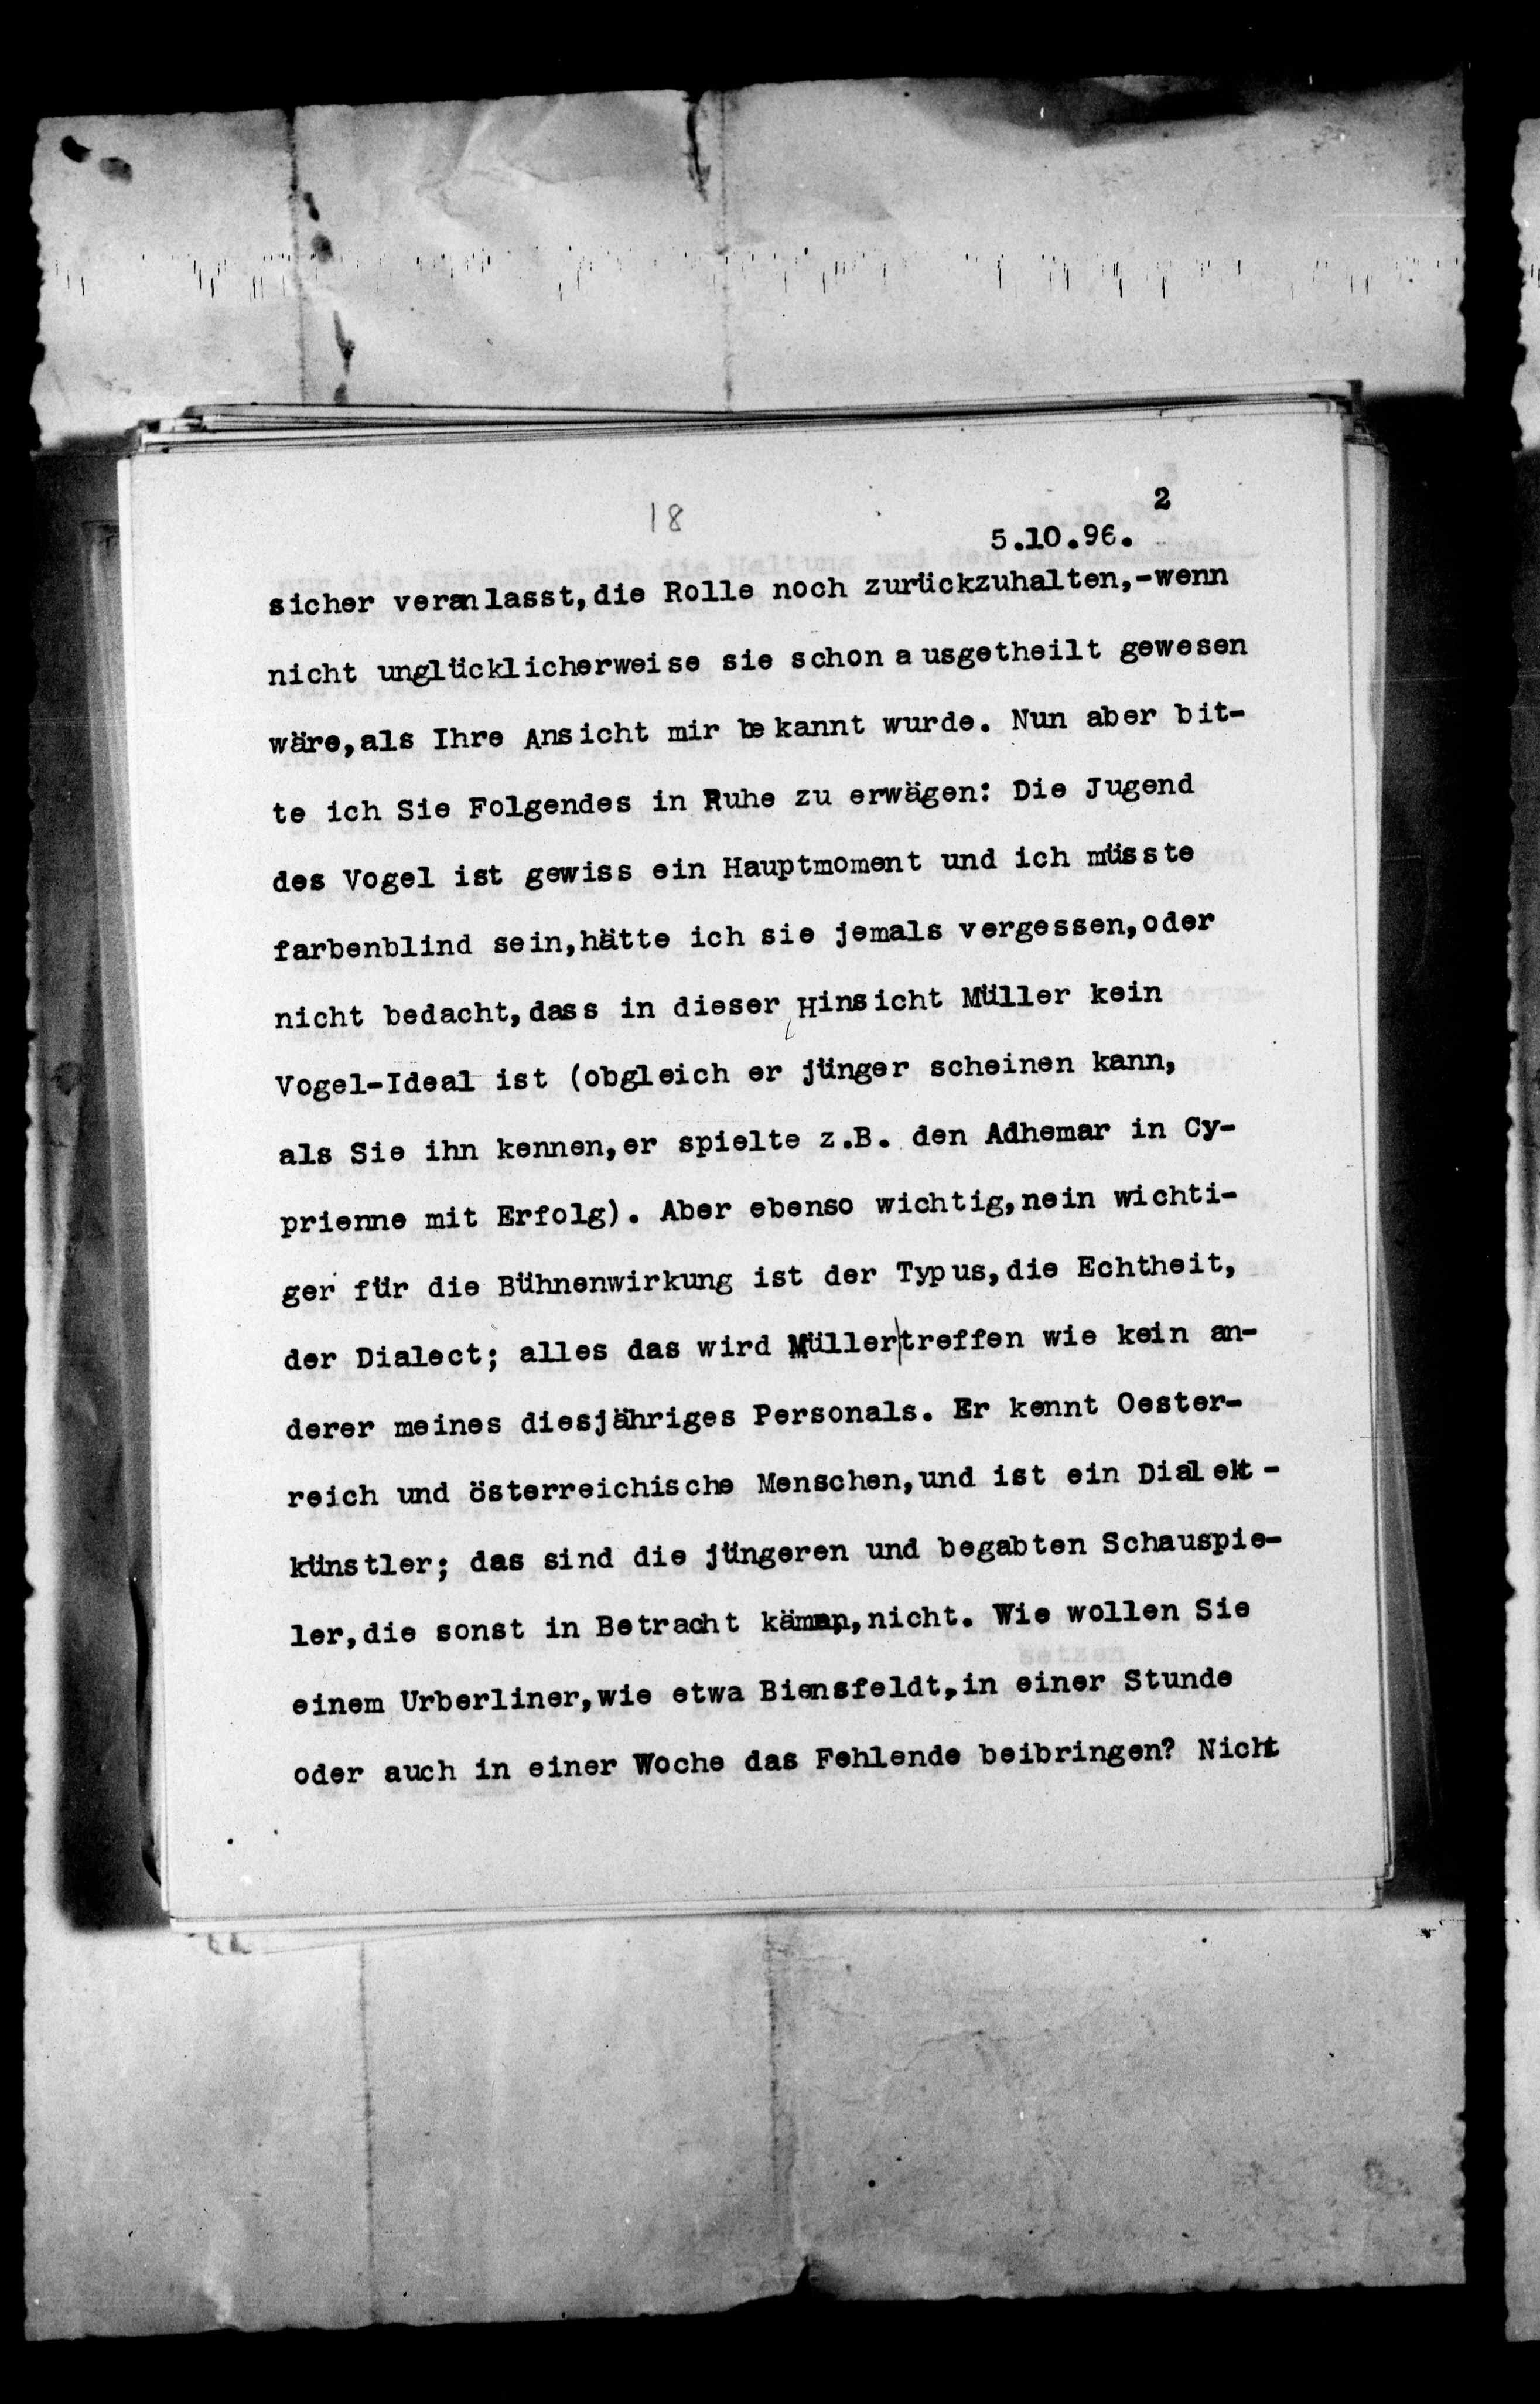 18
2
5.10.96.
sicher veranlasst,die Rolle noch zurückzuhalten,-wenn
nicht unglücklicherweise sie schon ausgetheilt gewesen
wäre,als Ihre Ansicht mir bekannt wurde. Nun aber bit-
te ich Sie Folgendes in Ruhe zu erwägen: Die Jugend
des Vogel ist gewiss ein Hauptmoment und ich müsste
farbenblind sein,hätte ich sie jemals vergessen,oder
nicht bedacht,dass in dieser Hinsicht Müller kein
Vogel-Ideal ist (obgleich er jünger scheinen kann,
als Sie ihn kennen,er spielte z.B. den Adhemar in Cy-
prienne mit Erfolg). Aber ebenso wichtig,nein wichti-
ger für die Bühnenwirkung ist der Typus,die Echtheit,
der Dialect; alles das wird Müller|treffen wie kein an-
derer meines diesjähriges Personals. Er kennt Oester-
reich und österreichische Menschen,und ist ein Dialekt-
künstler; das sind die jüngeren und begabten Schauspie-
ler,die sonst in Betracht kämen,nicht. Wie wollen Sie
einem Urberliner,wie etwa Biensfeldt,in einer Stunde
oder auch in einer Woche das Fehlende beibringen? Nicht